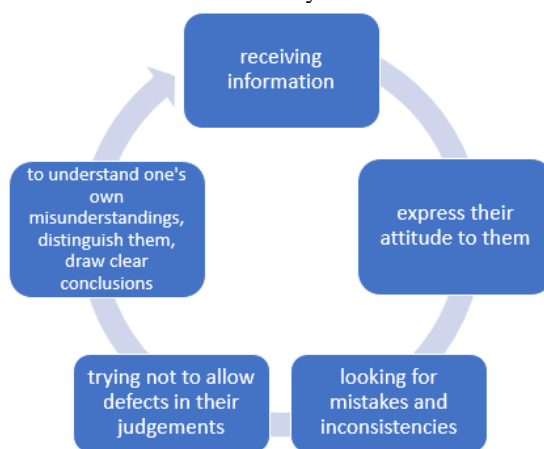 receiving
information
express their
attitude to them
looking for
mistakes and
inconsistencies
trying not to allow
defects in their
judgements
to understand one's
own
misunderstandings,
distinguish them,
draw clear
conclusions